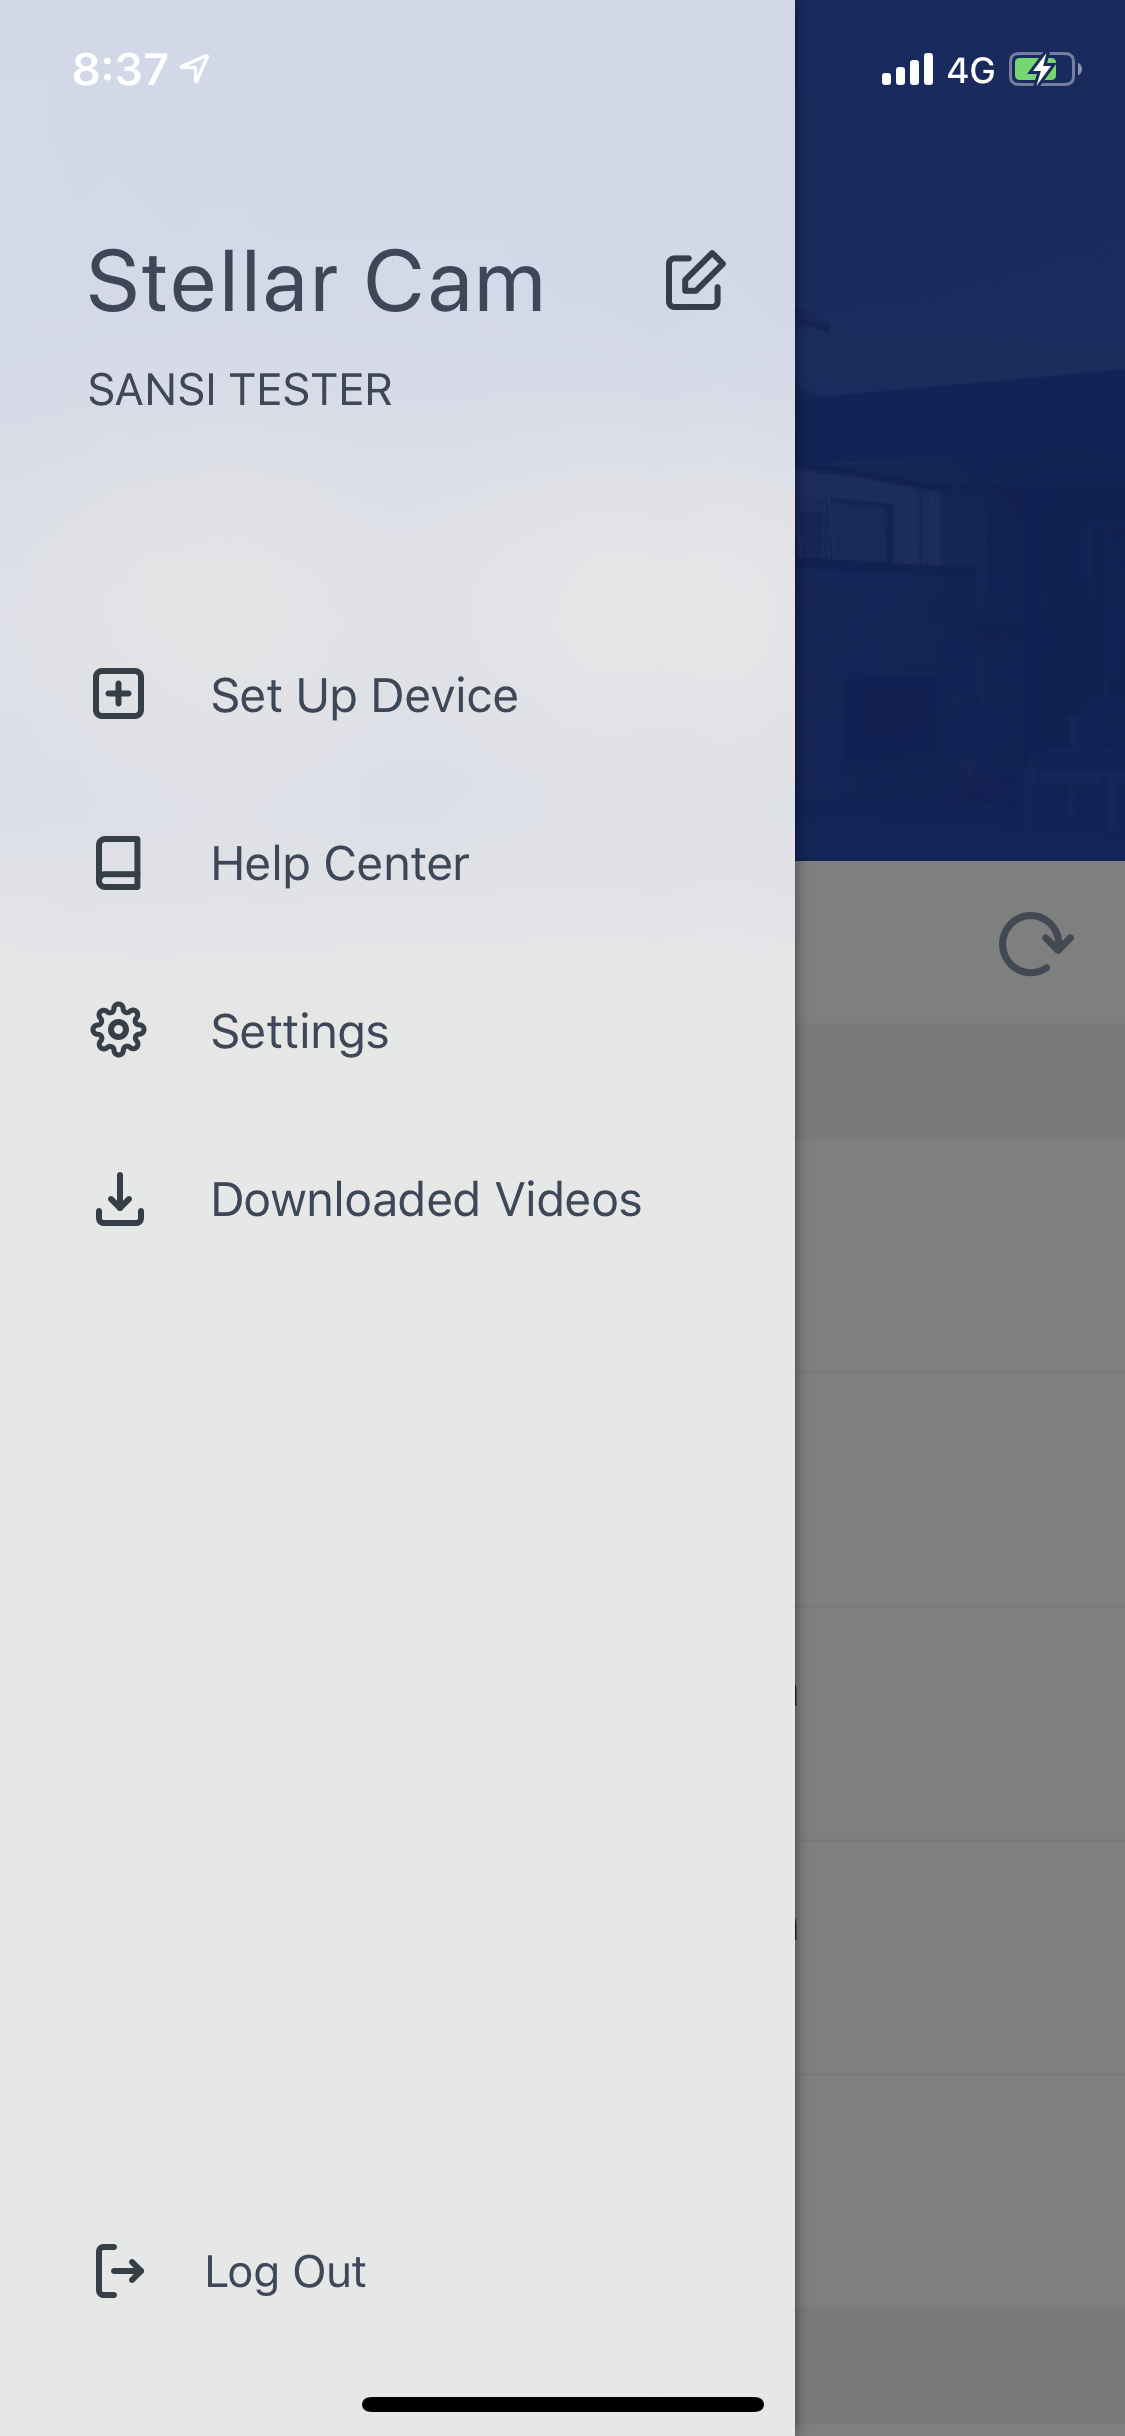 8:37
4G
Stellar Cam
SANSI TESTER
Set Up Device
Help Center
Settings
Downloaded Videos
Log Out